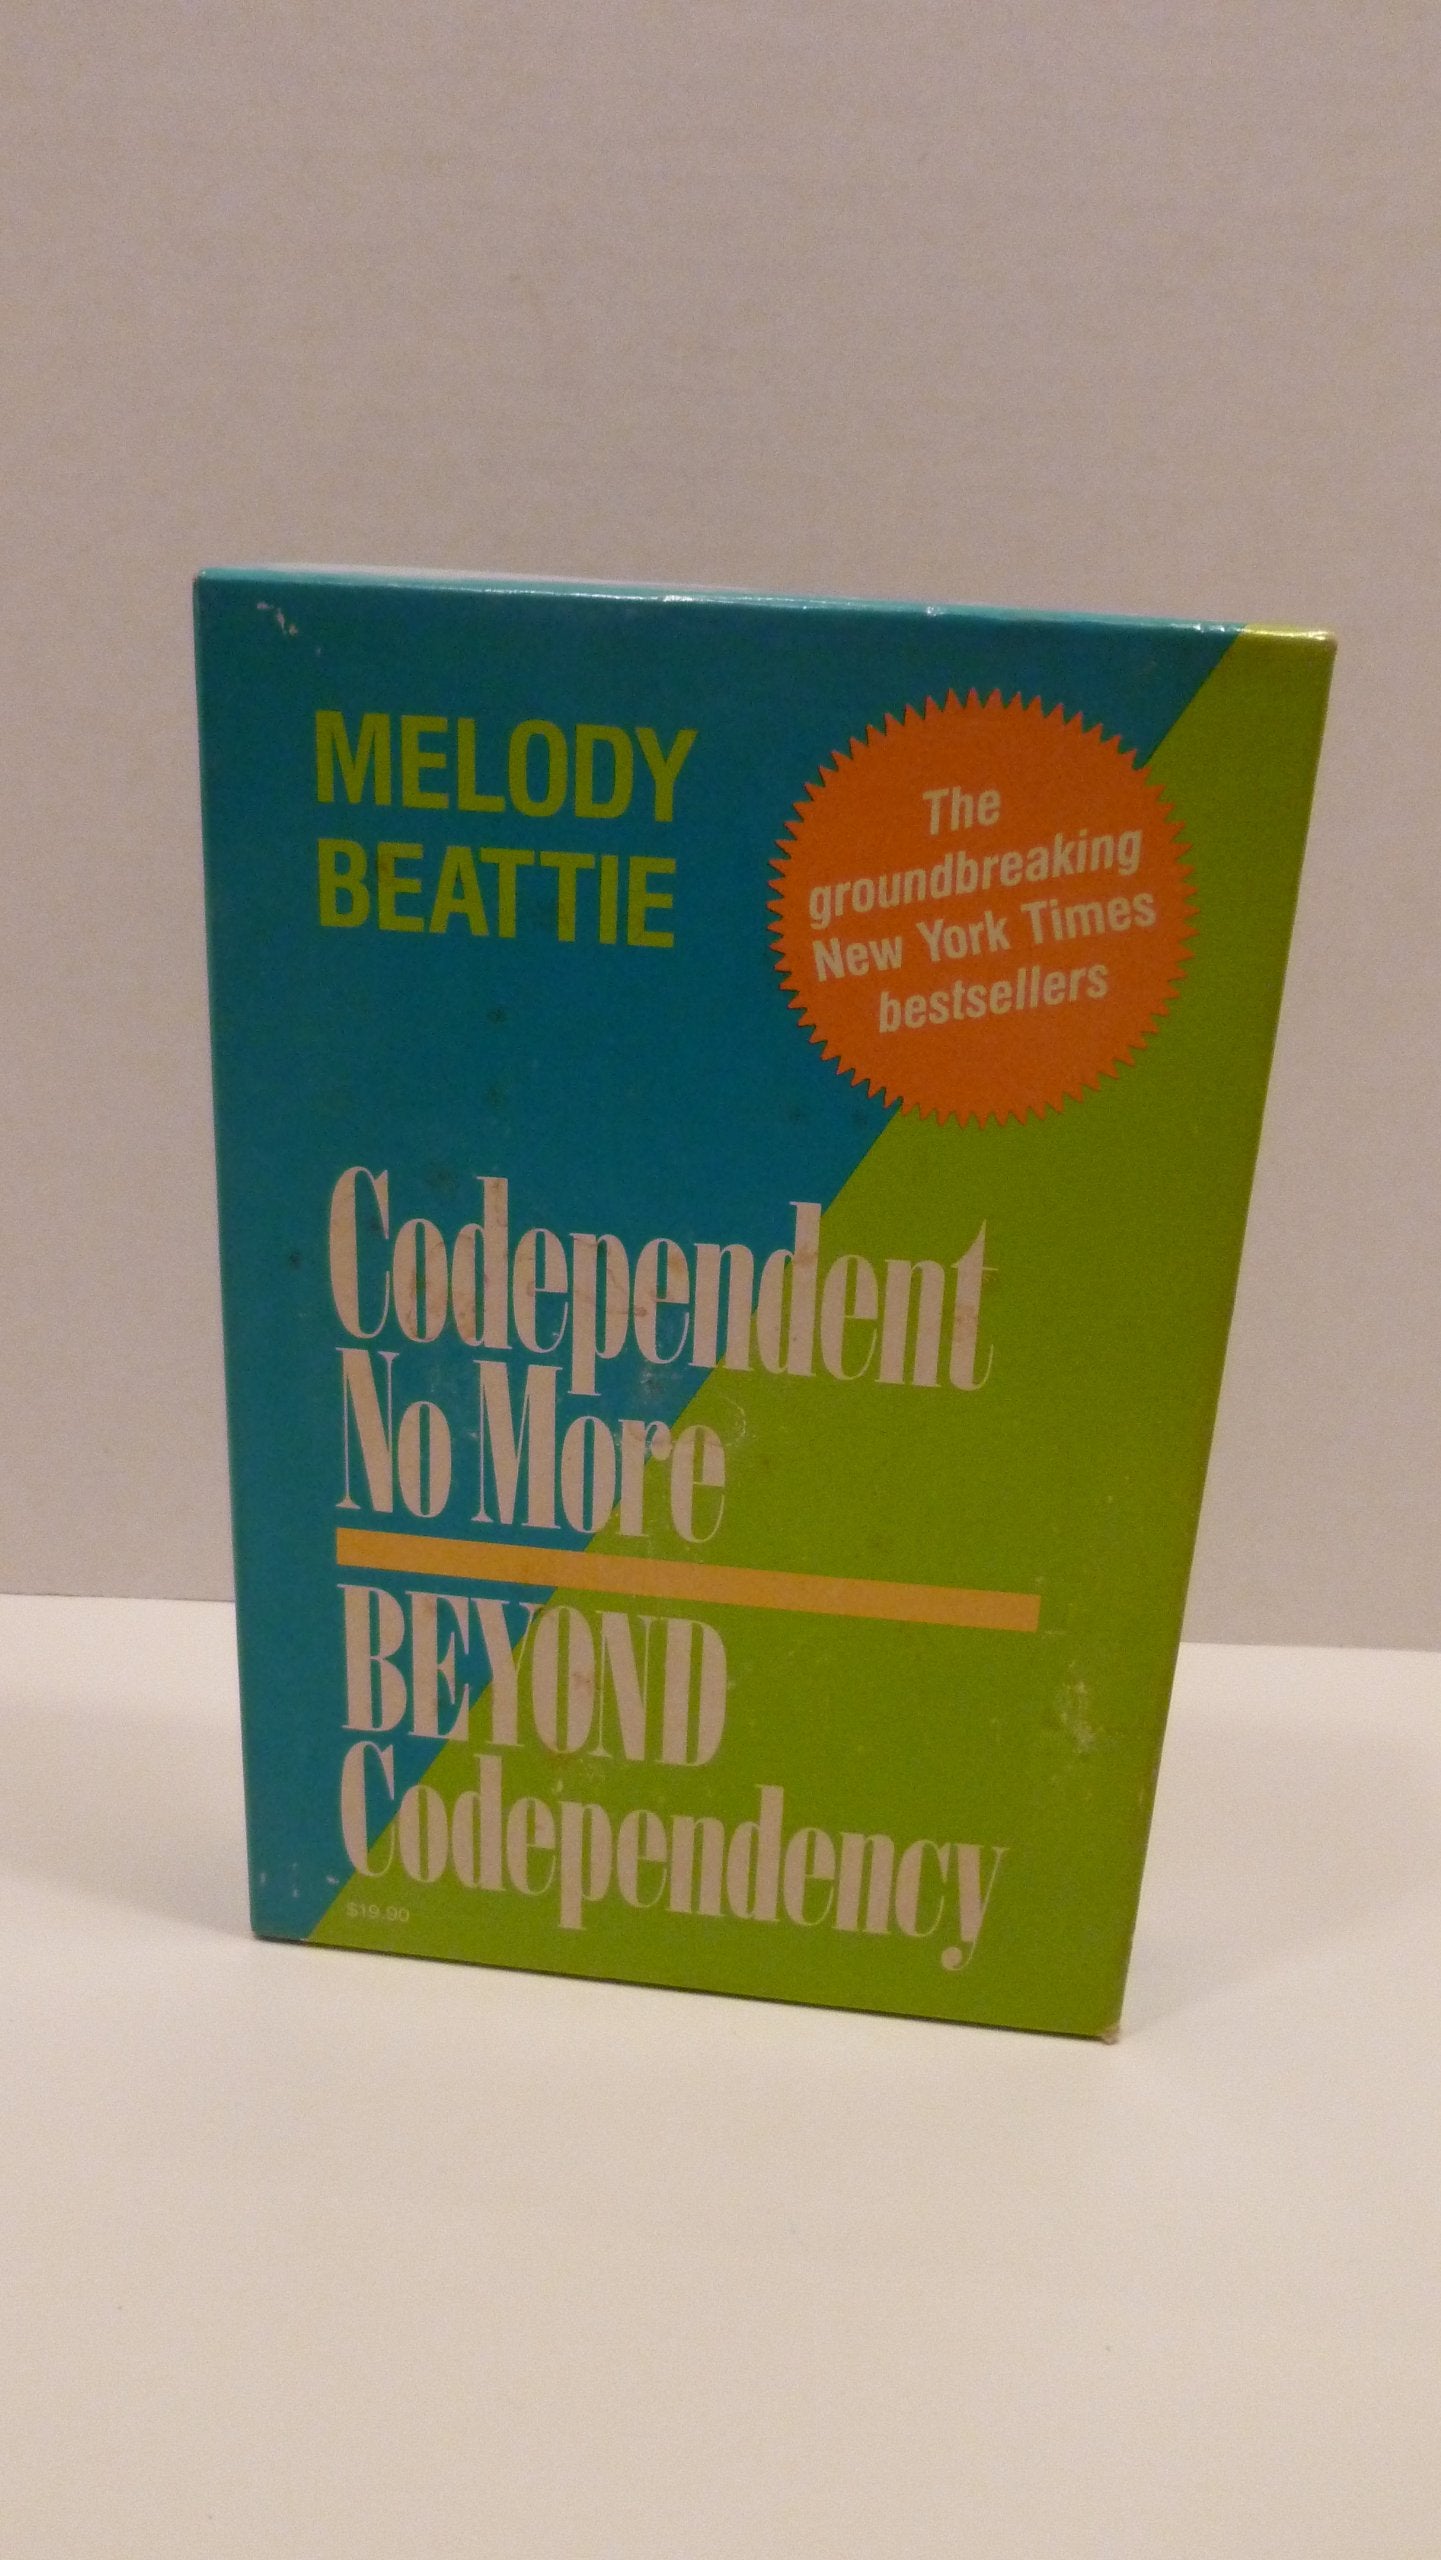 MELODY
BEATTIE
The
groundbreaking
New York Times
bestsellers
Codependent
No More
BEYOND
Codependency
$19.90